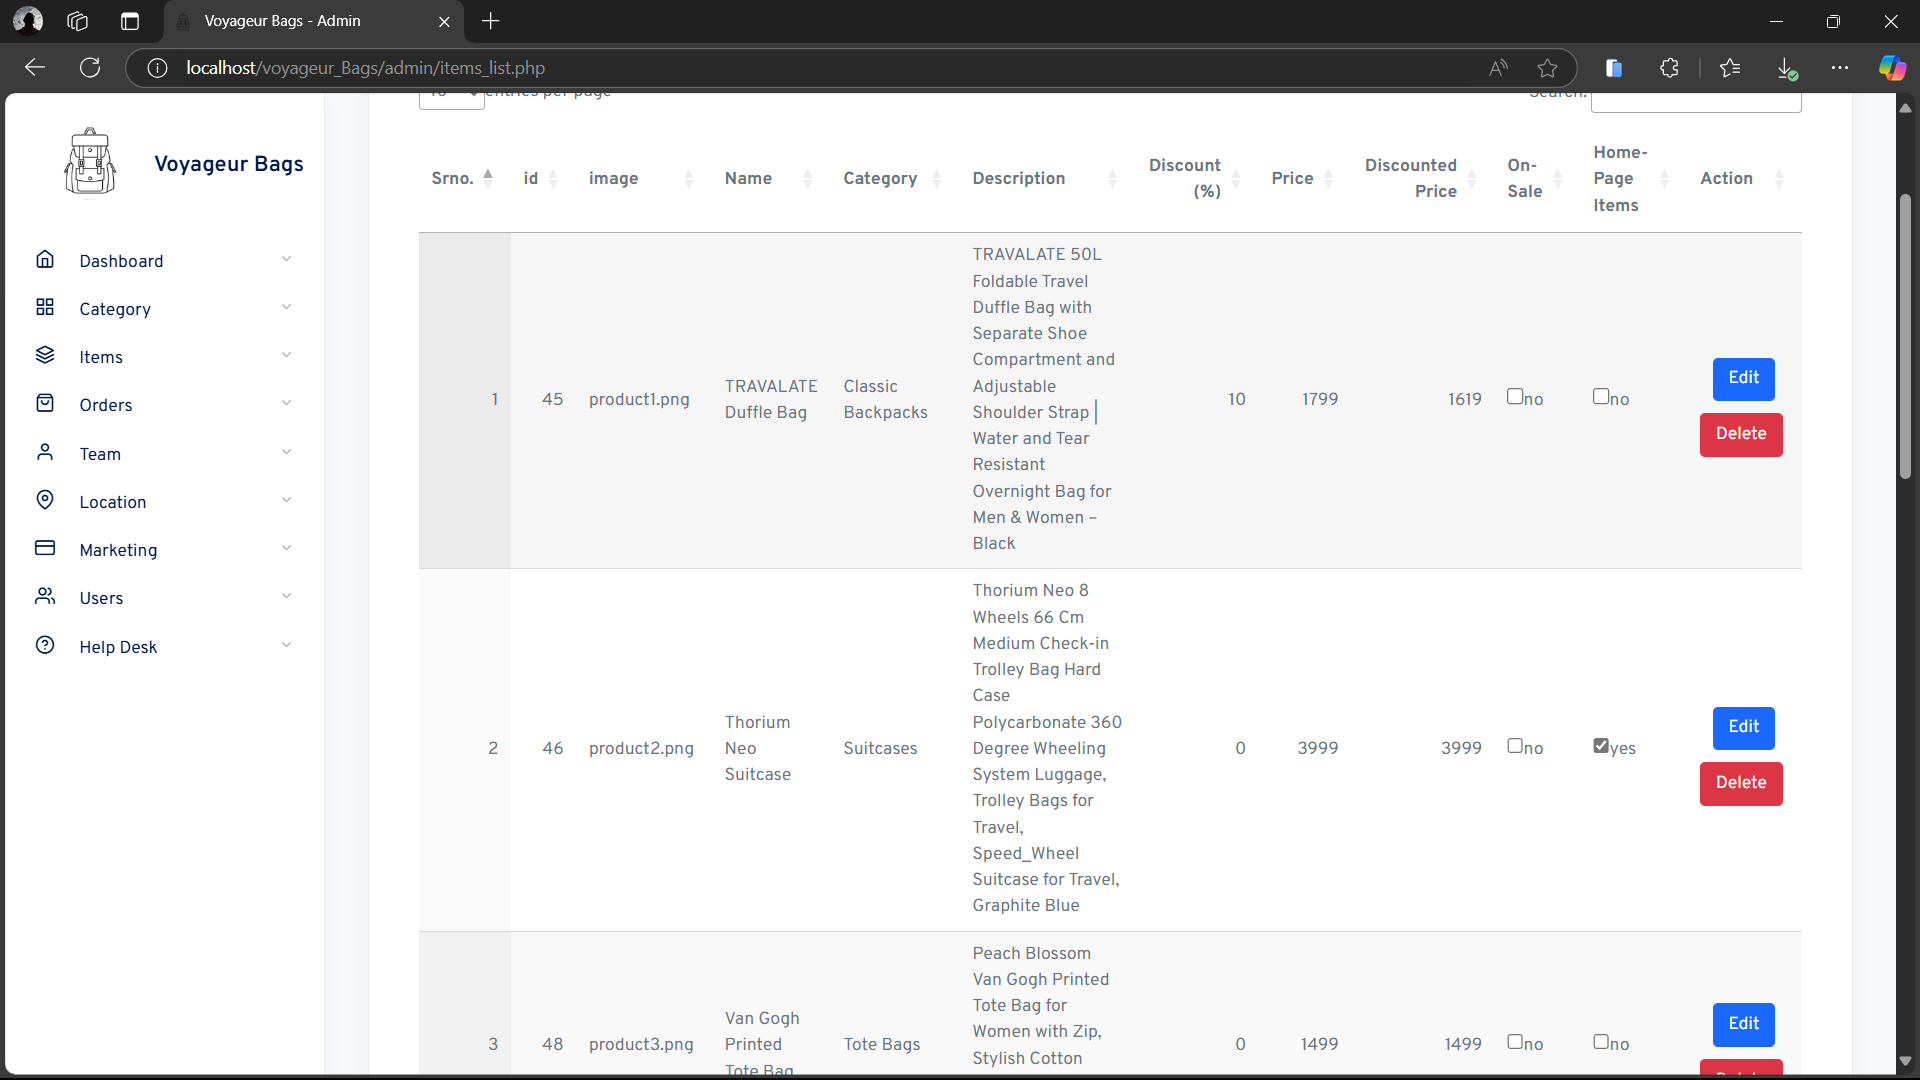 Voyageur Bags - Admin
localhost/voyageur_Bags/admin/items_list.php
10 entries per page
Search:
Voyageur Bags
Dashboard
Category
Items
Orders
Team
Location
Marketing
Users
Help Desk
Srno. id image Name Category Description Discount (%) Price Discounted Price On-Sale Home-Page Items Action
1 45 product1.png
TRAVALATE
Duffle Bag
Classic
Backpacks
TRAVALATE 50L
Foldable Travel
Duffle Bag with
Separate Shoe
Compartment and
Adjustable
Shoulder Strap |
Water and Tear
Resistant
Overnight Bag for
Men & Women –
Black
10 1799 1619 no no
Edit
Delete
2 46 product2.png
Thorium
Neo
Suitcase
Suitcases
Thorium Neo 8
Wheels 66 Cm
Medium Check-in
Trolley Bag Hard
Case
Polycarbonate 360
Degree Wheeling
System Luggage,
Trolley Bags for
Travel,
Speed_Wheel
Suitcase for Travel,
Graphite Blue
0 3999 3999 no yes
Edit
Delete
3 48 product3.png
Van Gogh
Printed
Tote Bag
Tote Bags
Peach Blossom
Van Gogh Printed
Tote Bag for
Women with Zip,
Stylish Cotton
0 1499 1499 no no
Edit